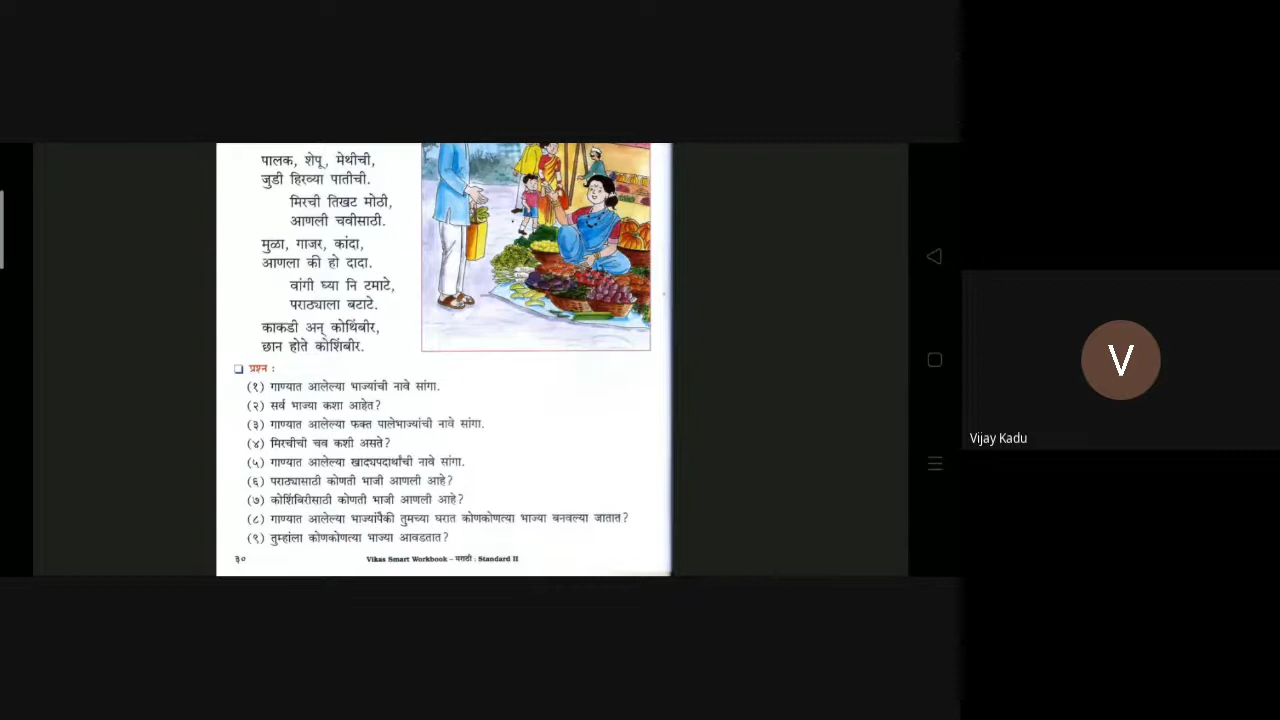 पालक, शेपू, मेथीची,
जुडी हिरव्या पातीची.
मिरची तिखट मोठी,
आणली चवीसाठी.
मुळा, गाजर, कांदा,
आणला की हो दादा.
वांगी घ्या नि टमाटे,
पराठ्याला बटाटे.
काकडी अन् कोथिंबीर,
छान होते कोशिंबीर.
प्रश्न :
(१) गाण्यात आलेल्या भाज्यांची नावे सांगा.
(२) सर्व भाज्या कशा आहेत?
(३) गाण्यात आलेल्या फक्त पालेभाज्यांची नावे सांगा.
(४) मिरचीची चव कशी असते?
(५) गाण्यात आलेल्या खाद्यपदार्थांची नावे सांगा.
(६) पराठ्यासाठी कोणती भाजी आणली आहे?
(७) कोशिंबिरीसाठी कोणती भाजी आणली आहे?
(८) गाण्यात आलेल्या भाज्यांपैकी तुमच्या घरात कोणकोणत्या भाज्या बनवल्या जातात?
(९) तुम्हांला कोणकोणत्या भाज्या आवडतात?
३० Vikas Smart Workbook – मराठी : Standard II
V
Vijay Kadu